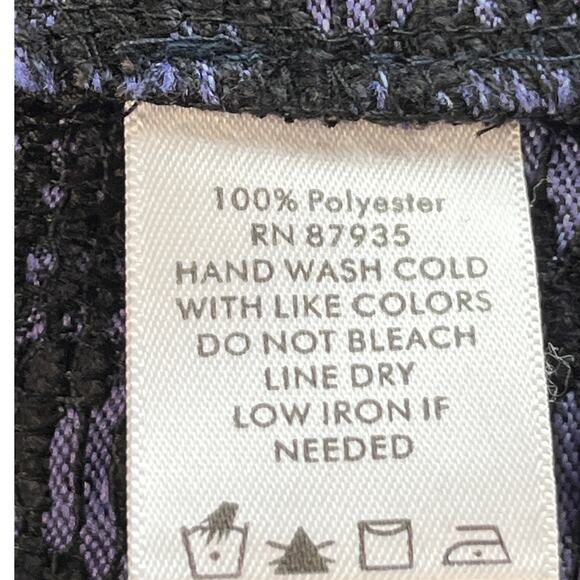 100% Polyester
RN 87935
HAND WASH COLD
WITH LIKE COLORS
DO NOT BLEACH
LINE DRY
LOW IRON IF
NEEDED